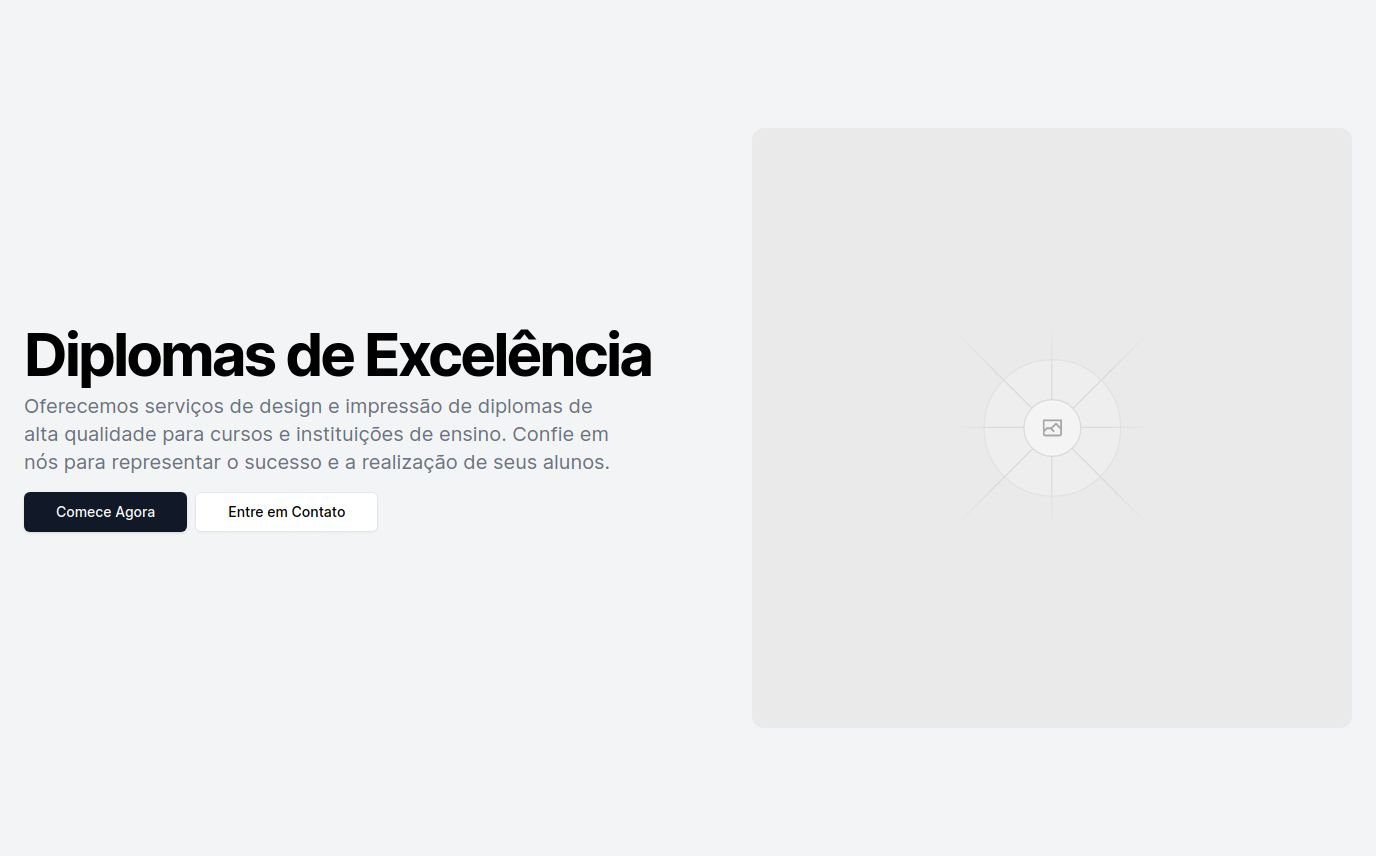 Diplomas de Excelência
Oferecemos serviços de design e impressão de diplomas de
alta qualidade para cursos e instituições de ensino. Confie em
nós para representar o sucesso e a realização de seus alunos.
Comece Agora
Entre em Contato